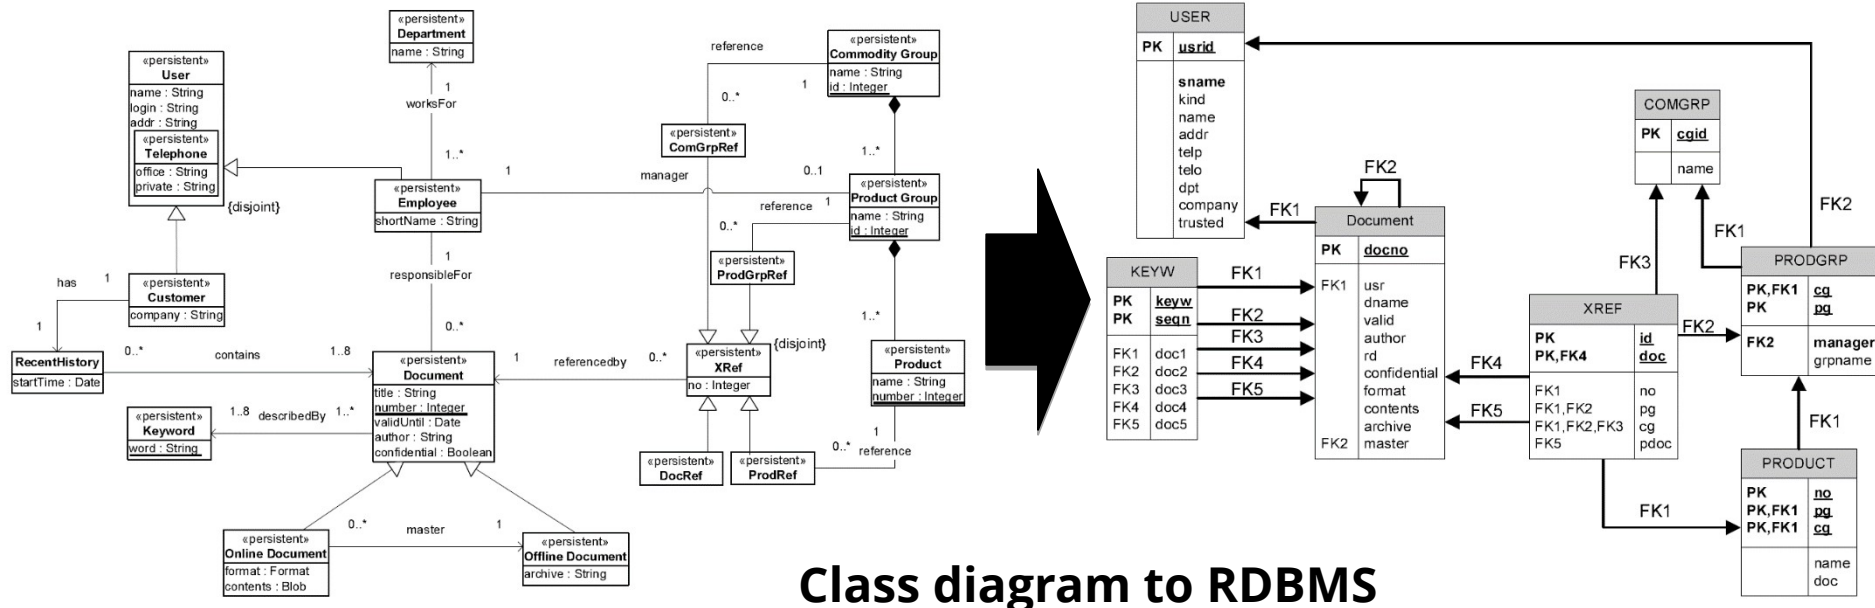 «persistent»
Department
name : String
1
worksFor
1..*
«persistent»
User
name : String
login : String
addr : String
«persistent»
Telephone
office : String
private : String
{disjoint}
«persistent»
Employee
shortName : String
1
responsibleFor
0..*
has
1
1
«persistent»
Customer
company : String
RecentHistory
startTime : Date
0..*
contains
1..8
«persistent»
Document
title : String
number : Integer
validUntil : Date
author : String
confidential : Boolean
1..8
describedBy
1..*
«persistent»
Keyword
word : String
«persistent»
Online Document
format : Format
contents : Blob
0..*
master
1
«persistent»
Offline Document
archive : String
reference
1
0..*
«persistent»
Commodity Group
name : String
id : Integer
«persistent»
ComGrpRef
1..*
1
manager
0..1
«persistent»
Product Group
name : String
id : Integer
reference
1
0..*
«persistent»
ProdGrpRef
1..*
{disjoint}
1
referencedby
0..*
«persistent»
XRef
no : Integer
«persistent»
Product
name : String
number : Integer
1
0..*
reference
«persistent»
DocRef
«persistent»
ProdRef
USER
PK usrid
sname
kind
name
addr
telp
telo
dpt
company
trusted
FK1
FK2
KEYW
PK keyw
PK seqn
FK1 doc1
FK2 doc2
FK3 doc3
FK4 doc4
FK5 doc5
FK1
FK2
FK3
FK4
FK5
Document
PK docno
FK1 usr
dname
valid
author
rd
confidential
format
contents
archive
FK2 master
COMGRP
PK cgid
name
FK3
FK1
FK2
XREF
PK id
PK,FK4 doc
FK1 no
FK1,FK2 pg
FK1,FK2,FK3 cg
FK5 pdoc
FK4
FK5
FK2
FK1
PRODGRP
PK,FK1 cg
PK pg
FK2 manager
grpname
FK1
PRODUCT
PK no
PK,FK1 pg
PK,FK1 cg
name
doc
Class diagram to RDBMS